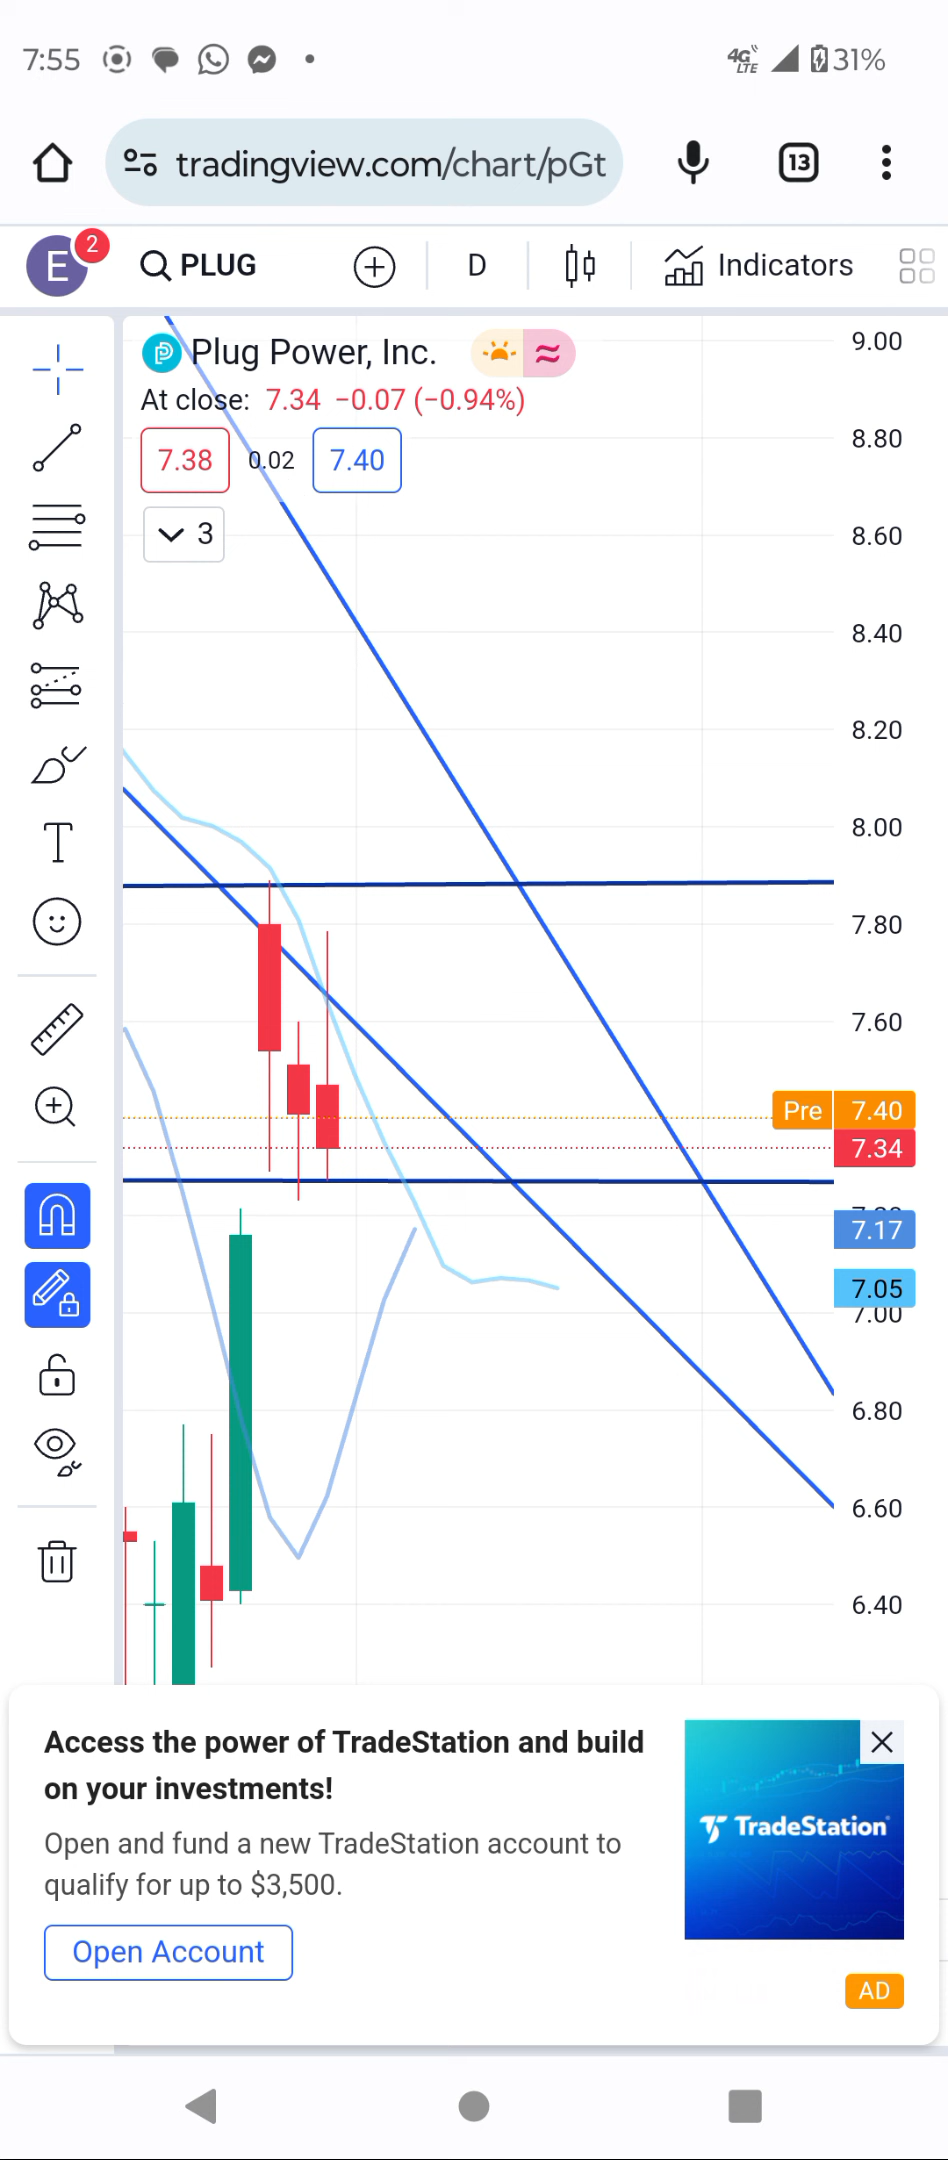 7:55
4G LTE 31%
tradingview.com/chart/pGt
13
E 2 PLUG D Indicators
Plug Power, Inc.
At close: 7.34 −0.07 (−0.94%)
7.38 0.02 7.40
3
9.00
8.80
8.60
8.40
8.20
8.00
7.80
7.60
Pre 7.40
7.34
7.17
7.05
7.00
6.80
6.60
6.40
T
Access the power of TradeStation and build
on your investments!
Open and fund a new TradeStation account to
qualify for up to $3,500.
Open Account
TradeStation
AD